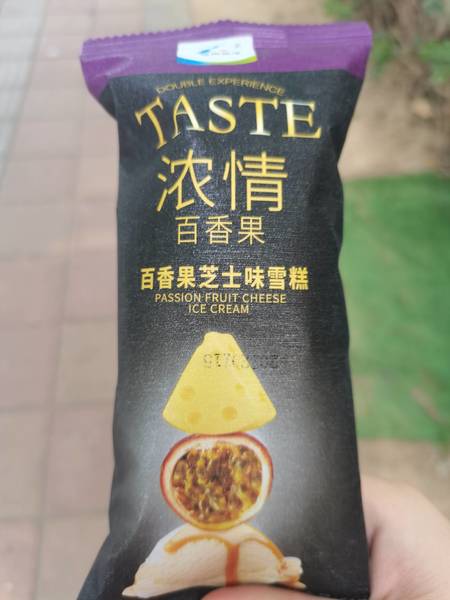 DOUBLE EXPERIENCE
TASTE
浓情
百香果
百香果芝士味雪糕
PASSION FRUIT CHEESE
ICE CREAM